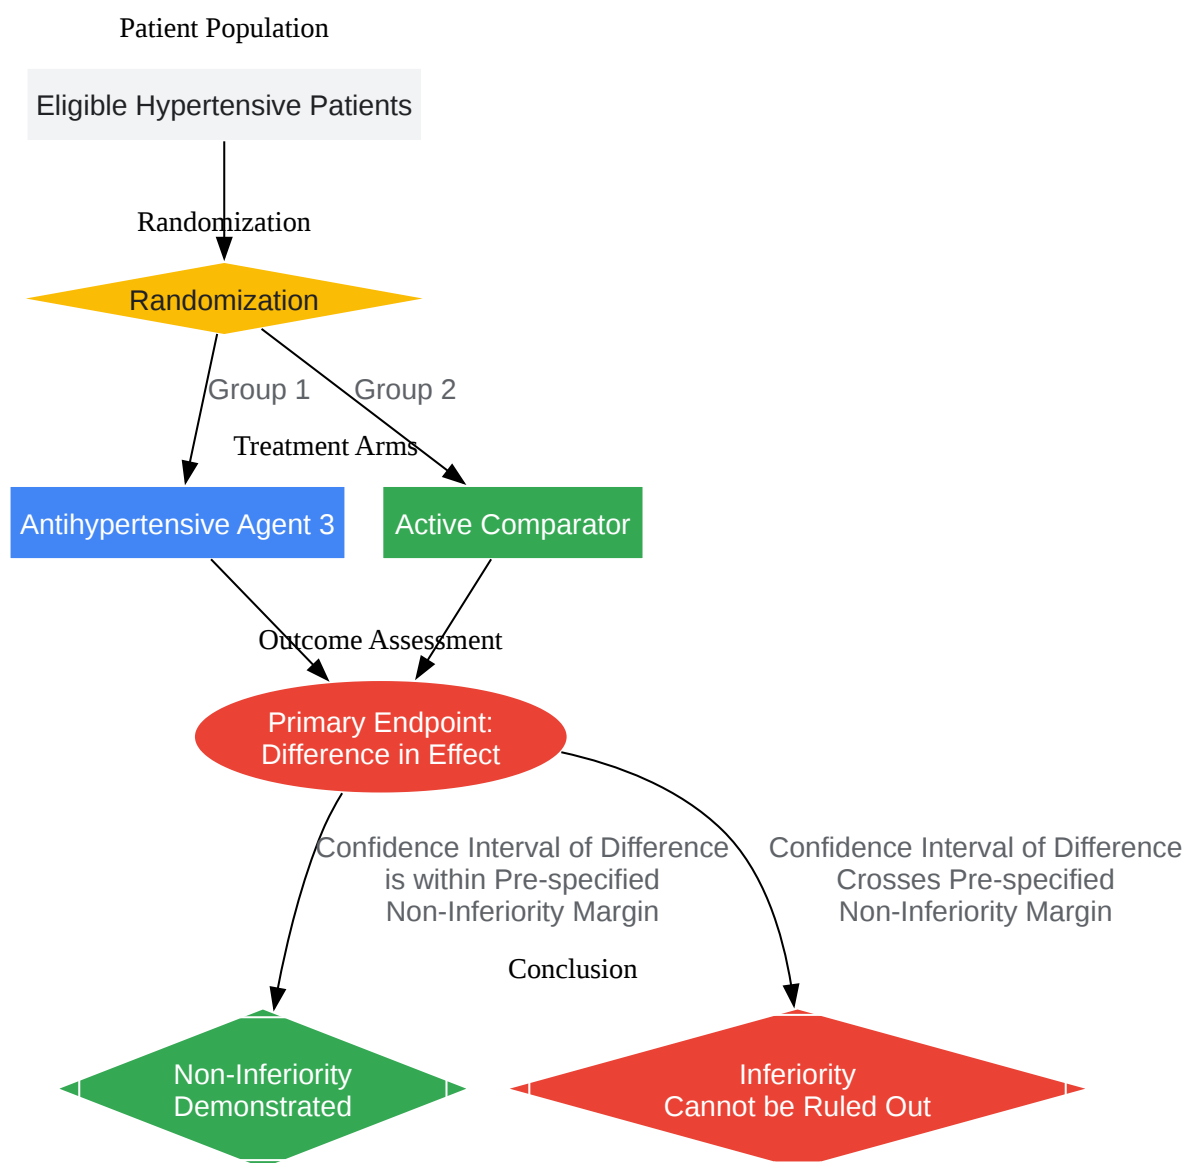 Patient Population
Eligible Hypertensive Patients
Randomization
Randomization
Group 1
Group 2
Treatment Arms
Antihypertensive Agent 3
Active Comparator
Outcome Assessment
Primary Endpoint:
Difference in Effect
Confidence Interval of Difference
is within Pre-specified
Non-Inferiority Margin
Confidence Interval of Difference
Crosses Pre-specified
Non-Inferiority Margin
Conclusion
Non-Inferiority
Demonstrated
Inferiority
Cannot be Ruled Out